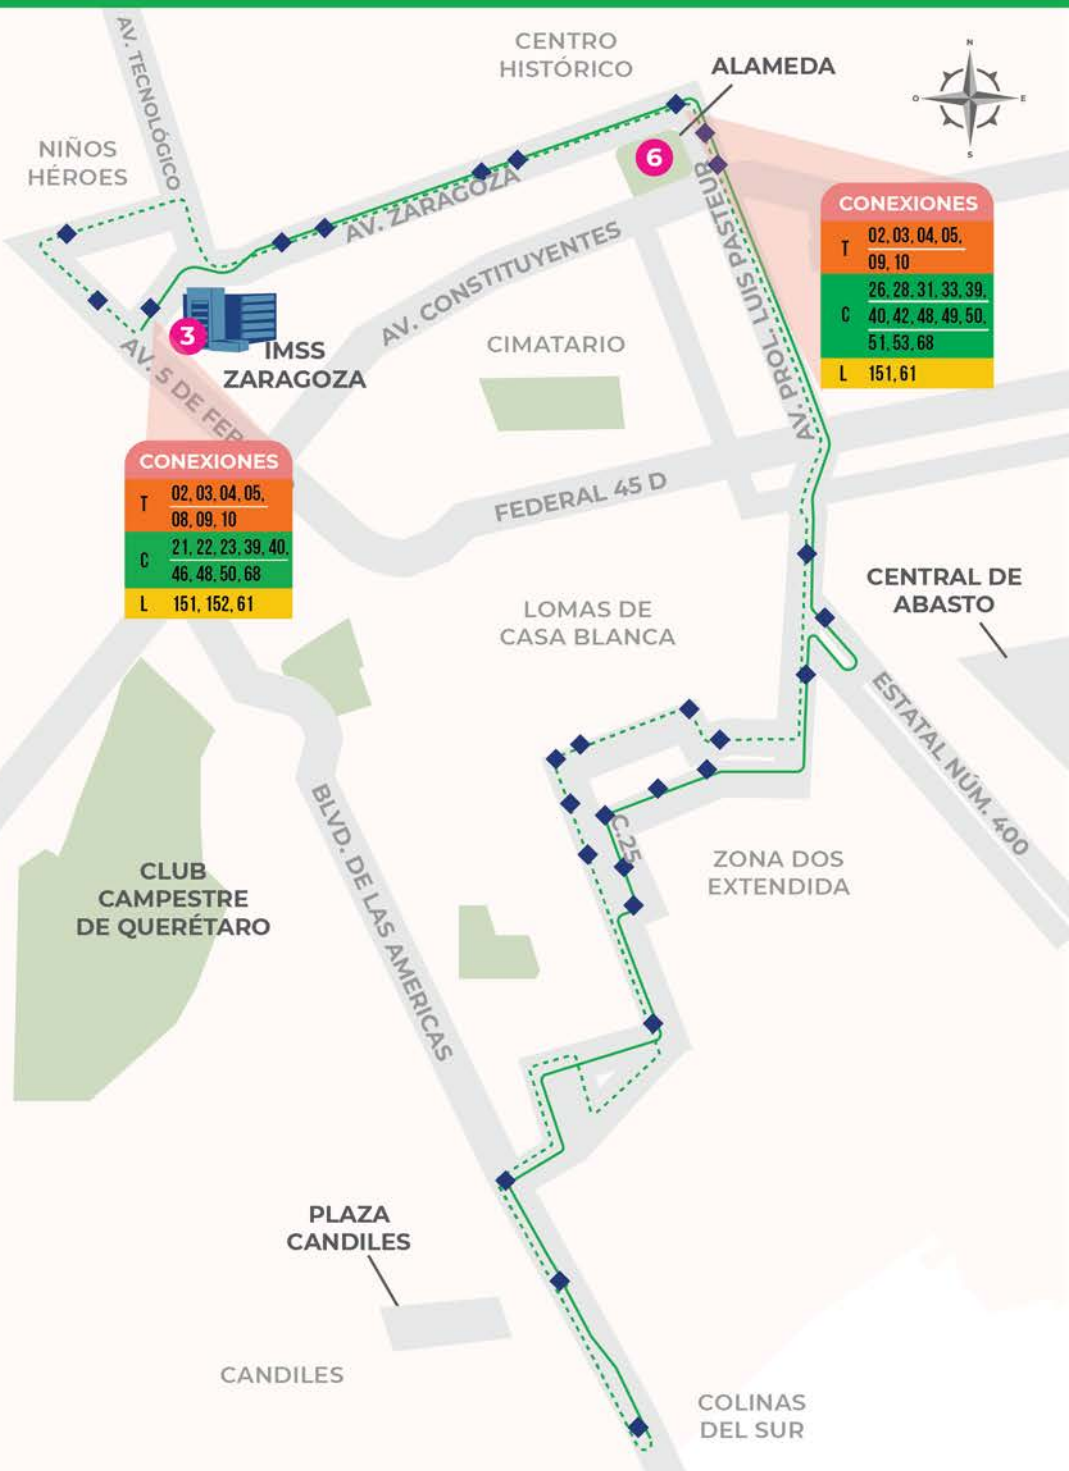 AV. TECNOLÓGICO
CENTRO
HISTÓRICO
ALAMEDA
N
O
E
S
NIÑOS
HÉROES
6
AV. ZARAGOZA
CONEXIONES
T 02, 03, 04, 05,
09, 10
C 26, 28, 31, 33, 39,
40, 42, 48, 49, 50,
51, 53, 68
L 151, 61
AV. CONSTITUYENTES
AV. PROL. LUIS PASTEUR
3
IMSS
ZARAGOZA
CIMATARIO
AV. 5 DE FEB
CONEXIONES
T 02, 03, 04, 05,
08, 09, 10
C 21, 22, 23, 39, 40,
46, 48, 50, 68
L 151, 152, 61
FEDERAL 45 D
CENTRAL DE
ABASTO
LOMAS DE
CASA BLANCA
ESTATAL NÚM. 400
BLVD. DE LAS AMERICAS
C.25
ZONA DOS
EXTENDIDA
CLUB
CAMPESTRE
DE QUERÉTARO
PLAZA
CANDILES
CANDILES
COLINAS
DEL SUR